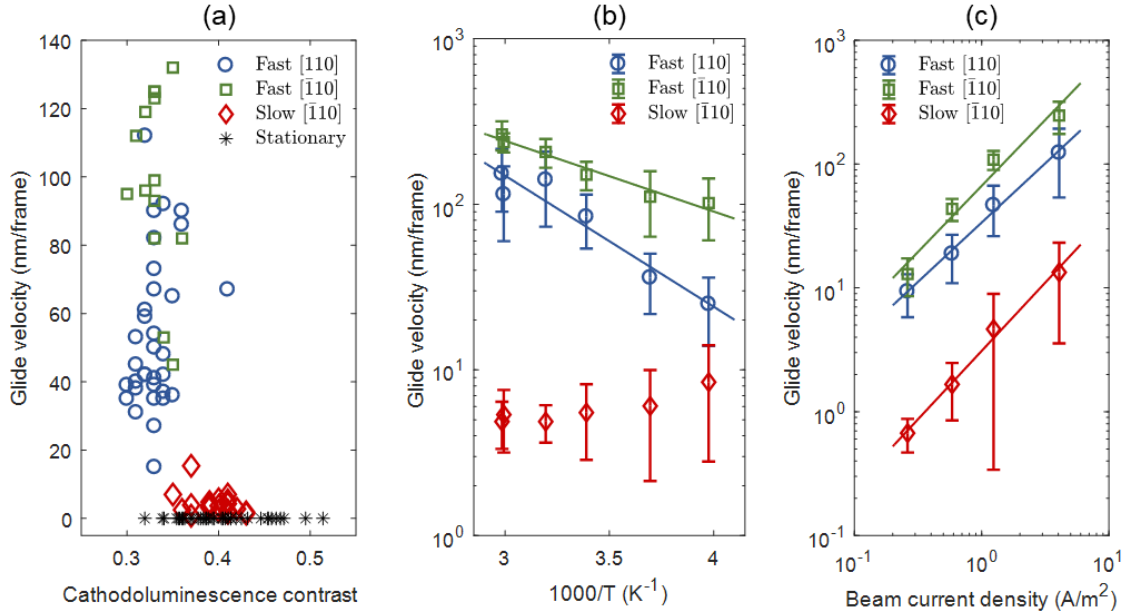 (a)
Glide velocity (nm/frame)
140
120
100
80
60
40
20
0
0.3 0.4 0.5
Cathodoluminescence contrast
Fast [110]
Fast [1̄10]
Slow [1̄10]
Stationary
(b)
Glide velocity (nm/frame)
10³
10²
10¹
10⁰
3 3.5 4
1000/T (K⁻¹)
Fast [110]
Fast [1̄10]
Slow [1̄10]
(c)
Glide velocity (nm/frame)
10³
10²
10¹
10⁰
10⁻¹
10⁻¹ 10⁰ 10¹
Beam current density (A/m²)
Fast [110]
Fast [1̄10]
Slow [1̄10]